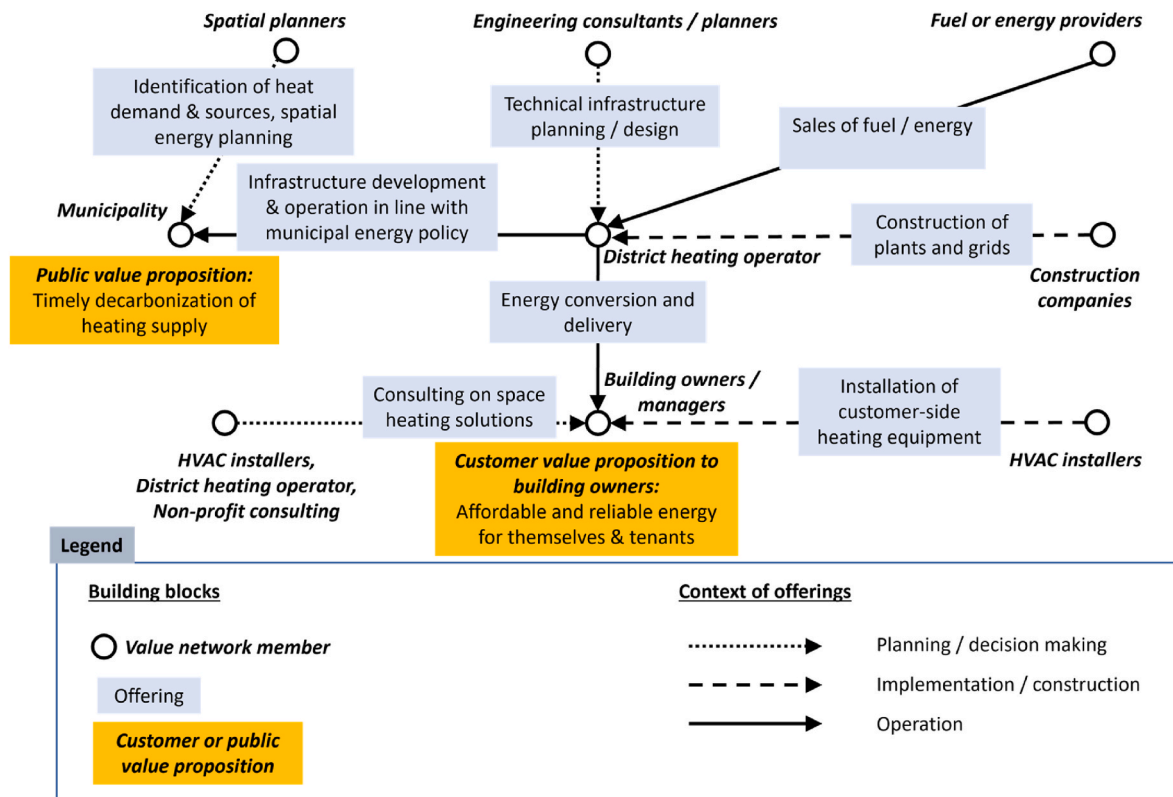 Spatial planners
Engineering consultants / planners
Fuel or energy providers
Identification of heat
demand & sources, spatial
energy planning
Technical infrastructure
planning / design
Sales of fuel / energy
Infrastructure development
& operation in line with
municipal energy policy
Municipality
Construction of
plants and grids
District heating operator
Construction
companies
Public value proposition:
Timely decarbonization of
heating supply
Energy conversion and
delivery
Building owners /
managers
Consulting on space
heating solutions
Installation of
customer-side
heating equipment
HVAC installers,
District heating operator,
Non-profit consulting
HVAC installers
Customer value proposition to
building owners:
Affordable and reliable energy
for themselves & tenants
Legend
Building blocks
Value network member
Offering
Customer or public
value proposition
Context of offerings
Planning / decision making
Implementation / construction
Operation